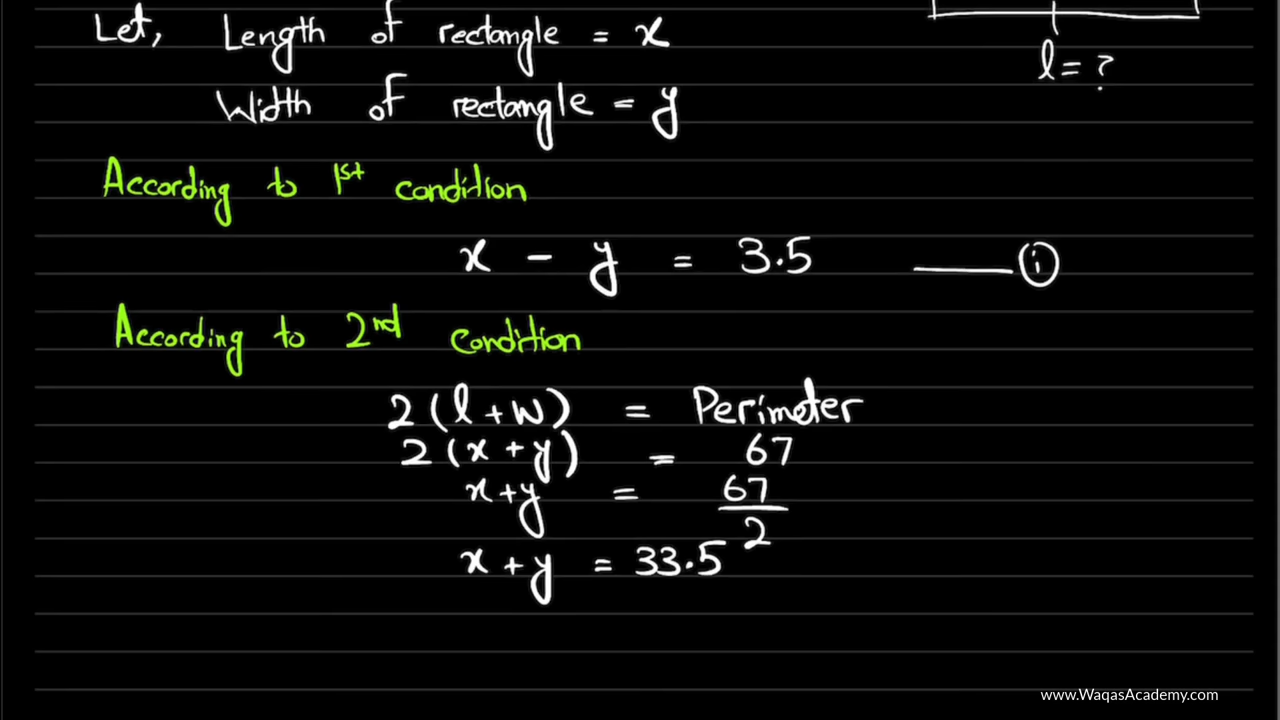 Let, Length of rectangle = x
l = ?
Width of rectangle = y
According to 1st condition
x - y = 3.5 ——— (i)
According to 2nd Condition
2(l+w) = Perimeter
2(x+y) = 67
x+y = 67/2
x+y = 33.5
www.WaqasAcademy.com